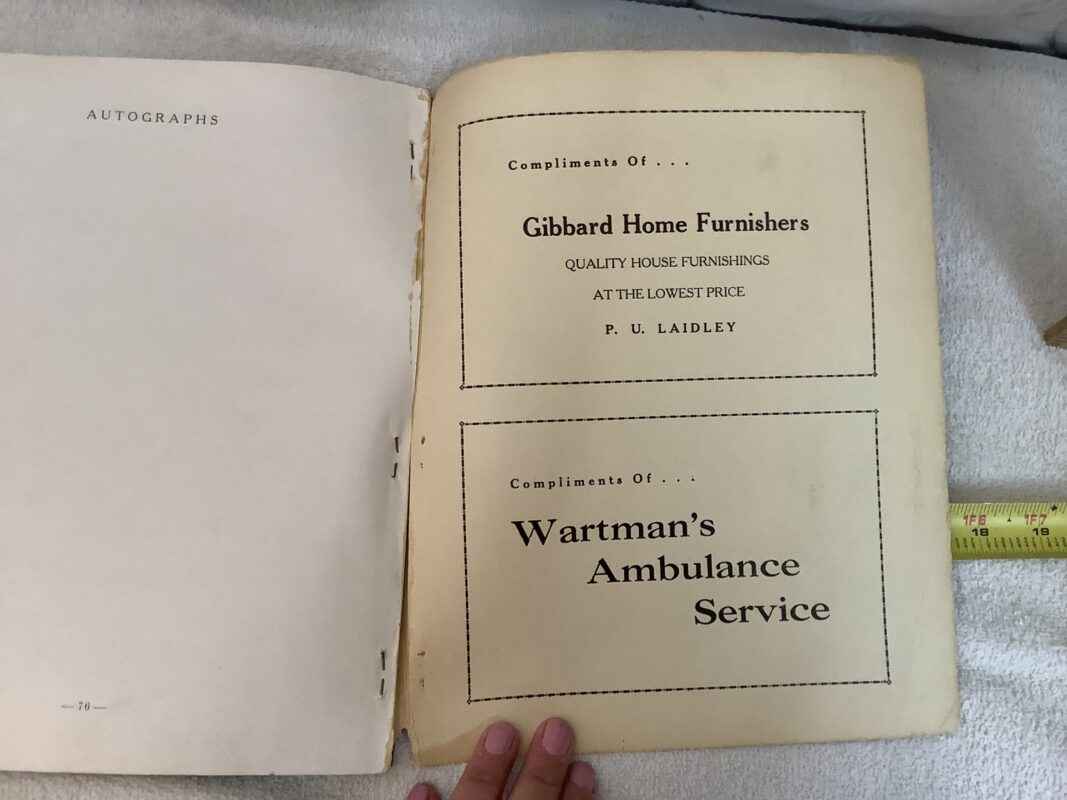 AUTOGRAPHS
— 70 —
Compliments Of . . .
Gibbard Home Furnishers
QUALITY HOUSE FURNISHINGS
AT THE LOWEST PRICE
P. U. LAIDLEY
Compliments Of . . .
Wartman's
Ambulance
Service
1F6 1F7
18 19